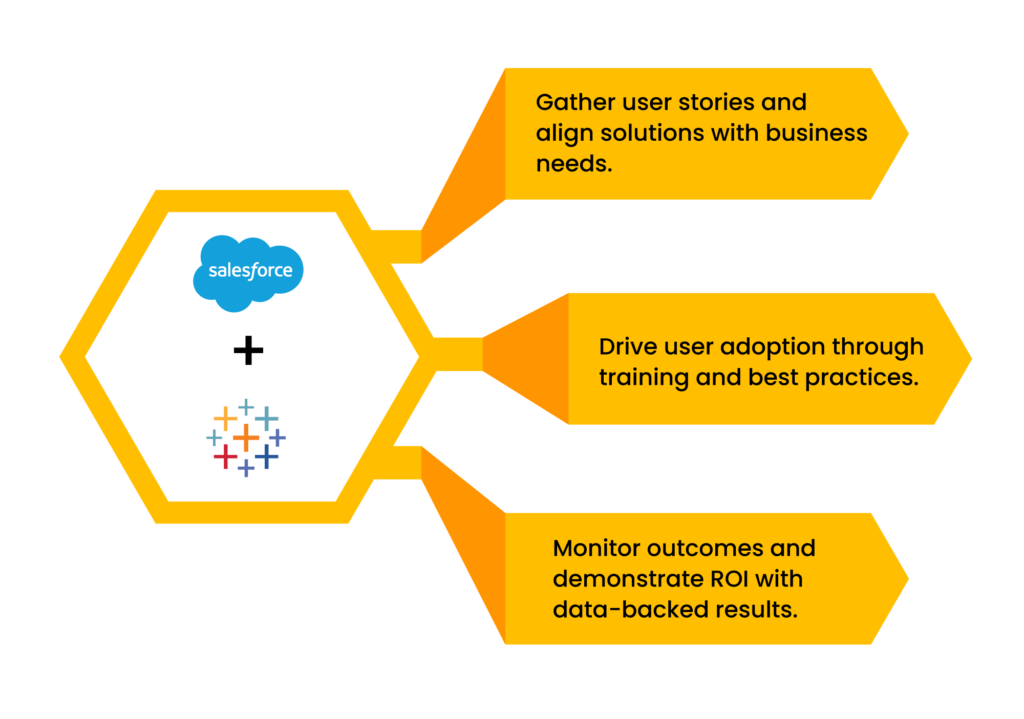 salesforce
+
Gather user stories and
align solutions with business
needs.
Drive user adoption through
training and best practices.
Monitor outcomes and
demonstrate ROI with
data-backed results.